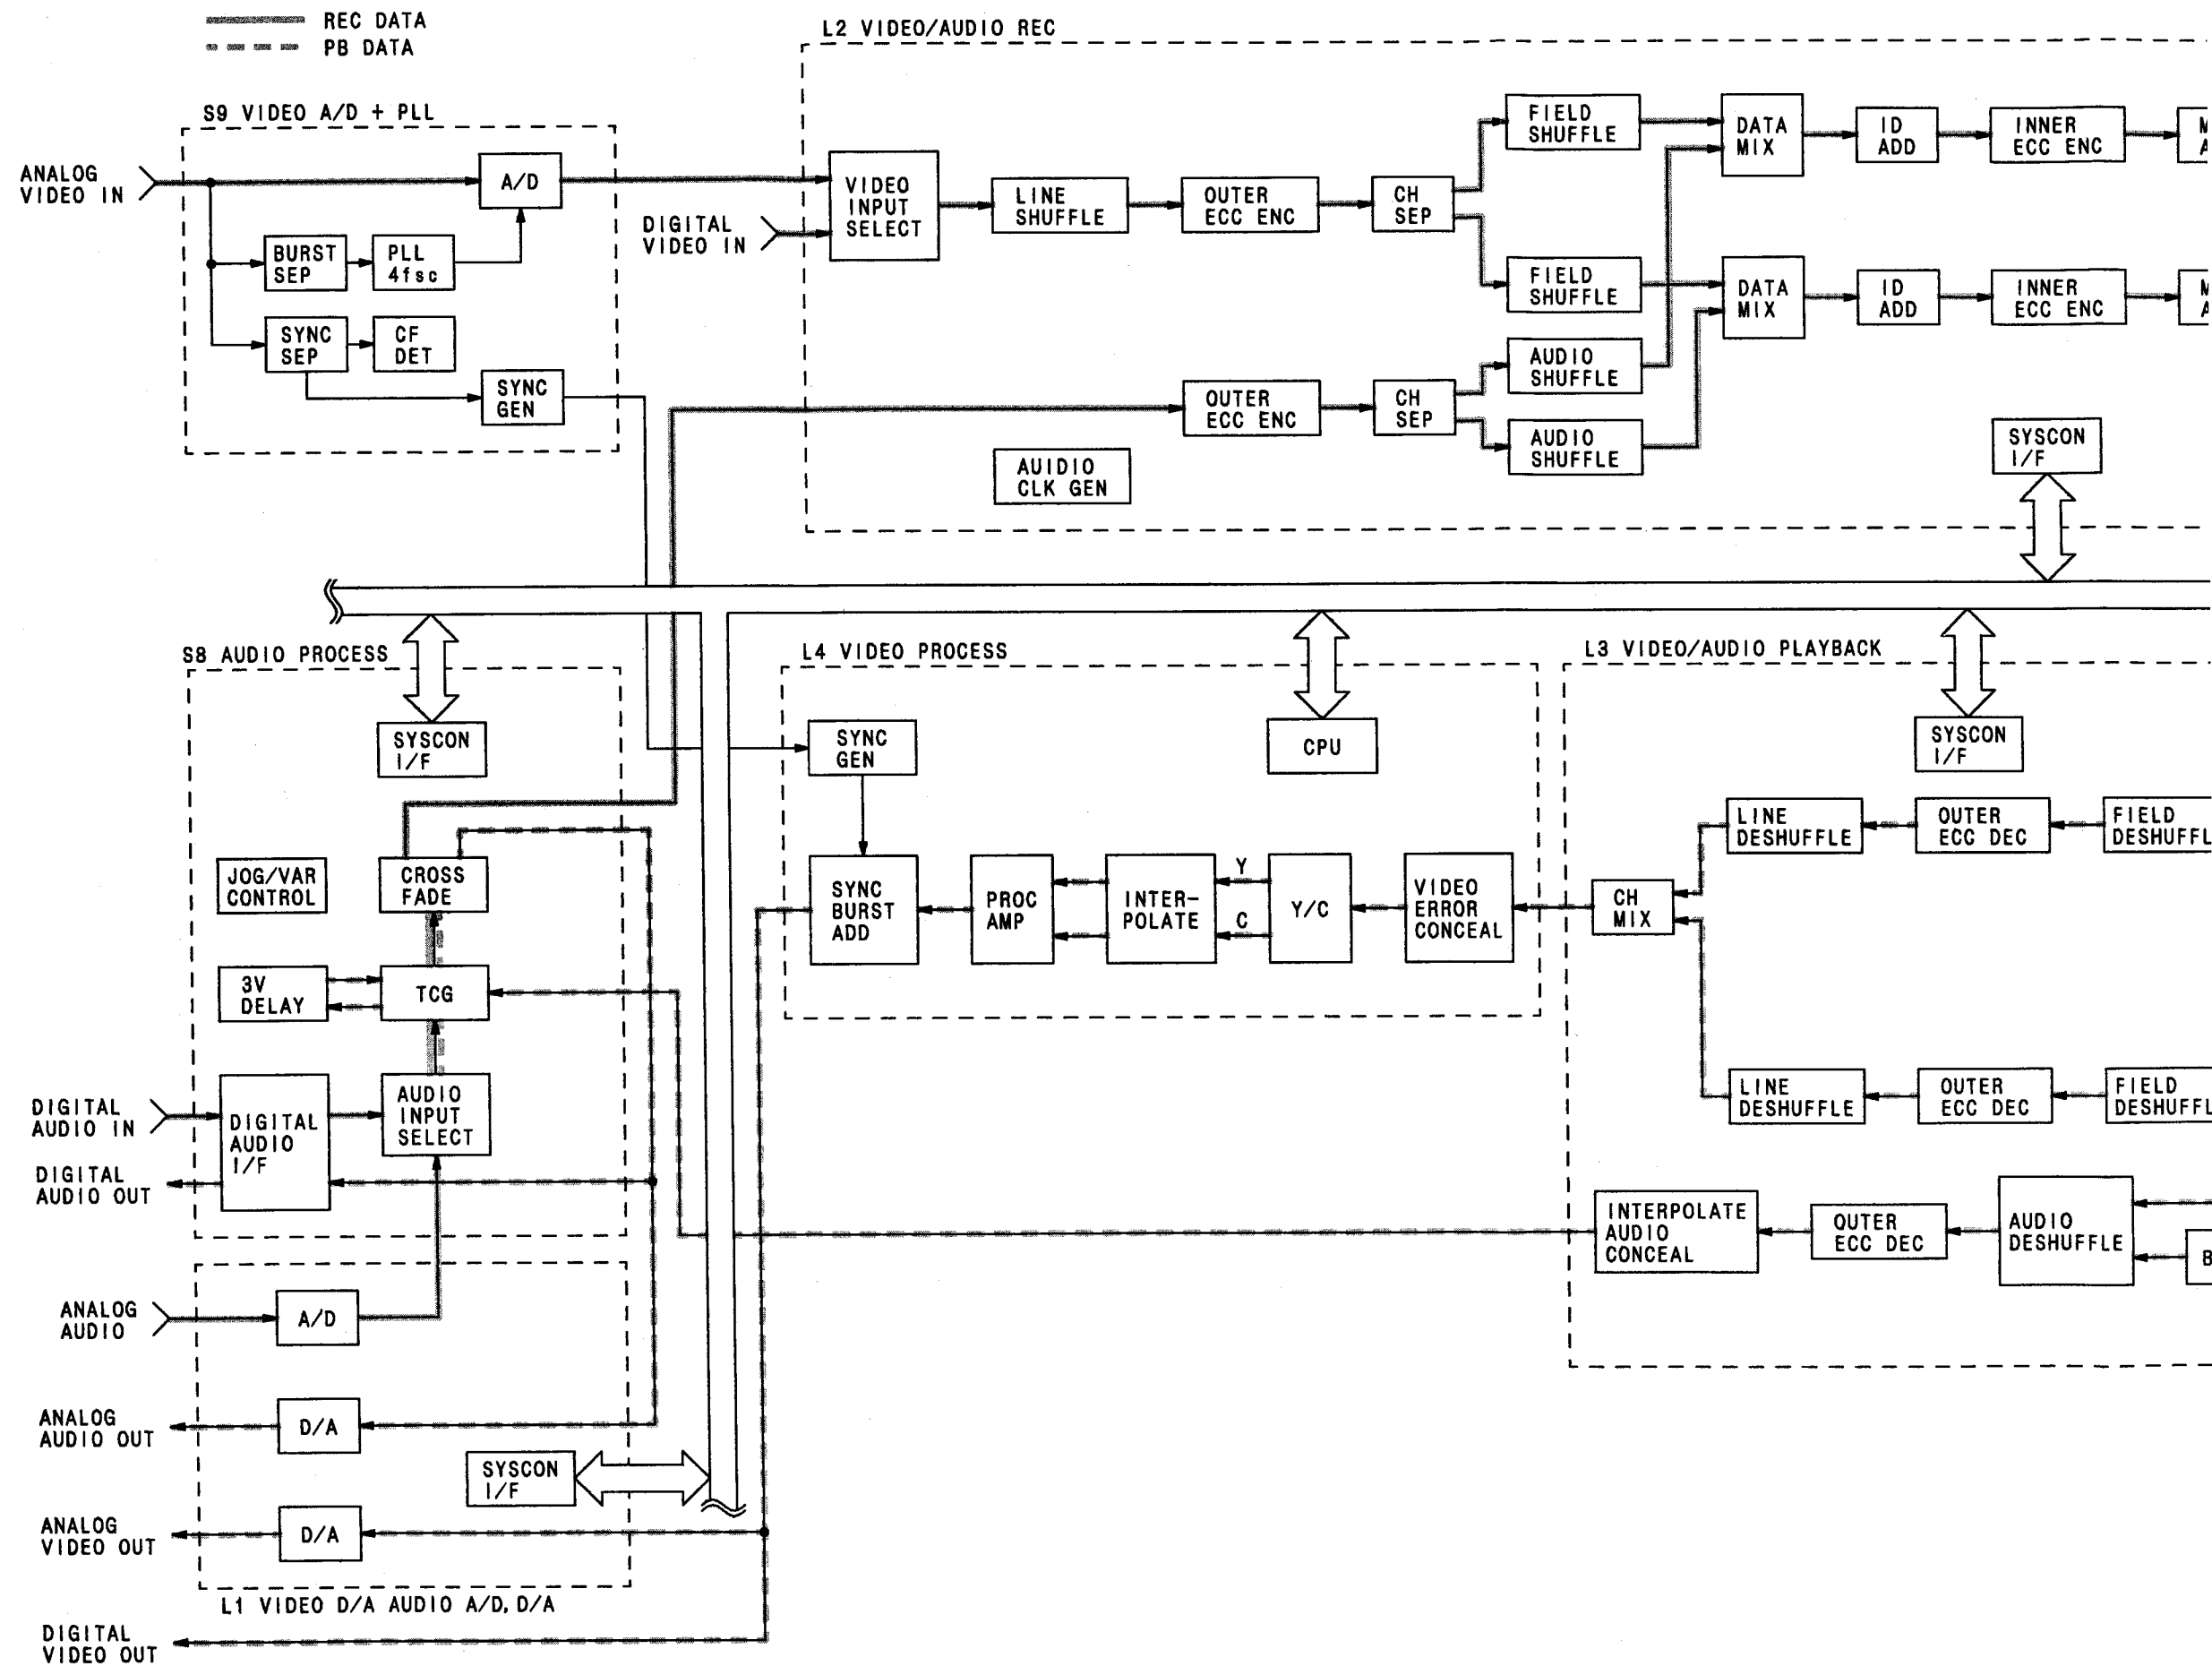 REC DATA
PB DATA
L2 VIDEO/AUDIO REC
S9 VIDEO A/D + PLL
ANALOG
VIDEO IN
A/D
BURST
SEP
PLL
4fsc
SYNC
SEP
CF
DET
SYNC
GEN
DIGITAL
VIDEO IN
VIDEO
INPUT
SELECT
LINE
SHUFFLE
OUTER
ECC ENC
CH
SEP
FIELD
SHUFFLE
DATA
MIX
ID
ADD
INNER
ECC ENC
FIELD
SHUFFLE
DATA
MIX
ID
ADD
INNER
ECC ENC
OUTER
ECC ENC
CH
SEP
AUDIO
SHUFFLE
AUDIO
SHUFFLE
AUIDIO
CLK GEN
SYSCON
I/F
S8 AUDIO PROCESS
SYSCON
I/F
JOG/VAR
CONTROL
CROSS
FADE
3V
DELAY
TCG
DIGITAL
AUDIO IN
DIGITAL
AUDIO OUT
DIGITAL
AUDIO
I/F
AUDIO
INPUT
SELECT
L4 VIDEO PROCESS
SYNC
GEN
CPU
SYNC
BURST
ADD
PROC
AMP
INTER-
POLATE
Y
C
Y/C
VIDEO
ERROR
CONCEAL
L3 VIDEO/AUDIO PLAYBACK
SYSCON
I/F
LINE
DESHUFFLE
OUTER
ECC DEC
FIELD
DESHUFFL
CH
MIX
LINE
DESHUFFLE
OUTER
ECC DEC
FIELD
DESHUFFL
INTERPOLATE
AUDIO
CONCEAL
OUTER
ECC DEC
AUDIO
DESHUFFLE
B
ANALOG
AUDIO
A/D
ANALOG
AUDIO OUT
D/A
SYSCON
I/F
ANALOG
VIDEO OUT
D/A
L1 VIDEO D/A AUDIO A/D, D/A
DIGITAL
VIDEO OUT